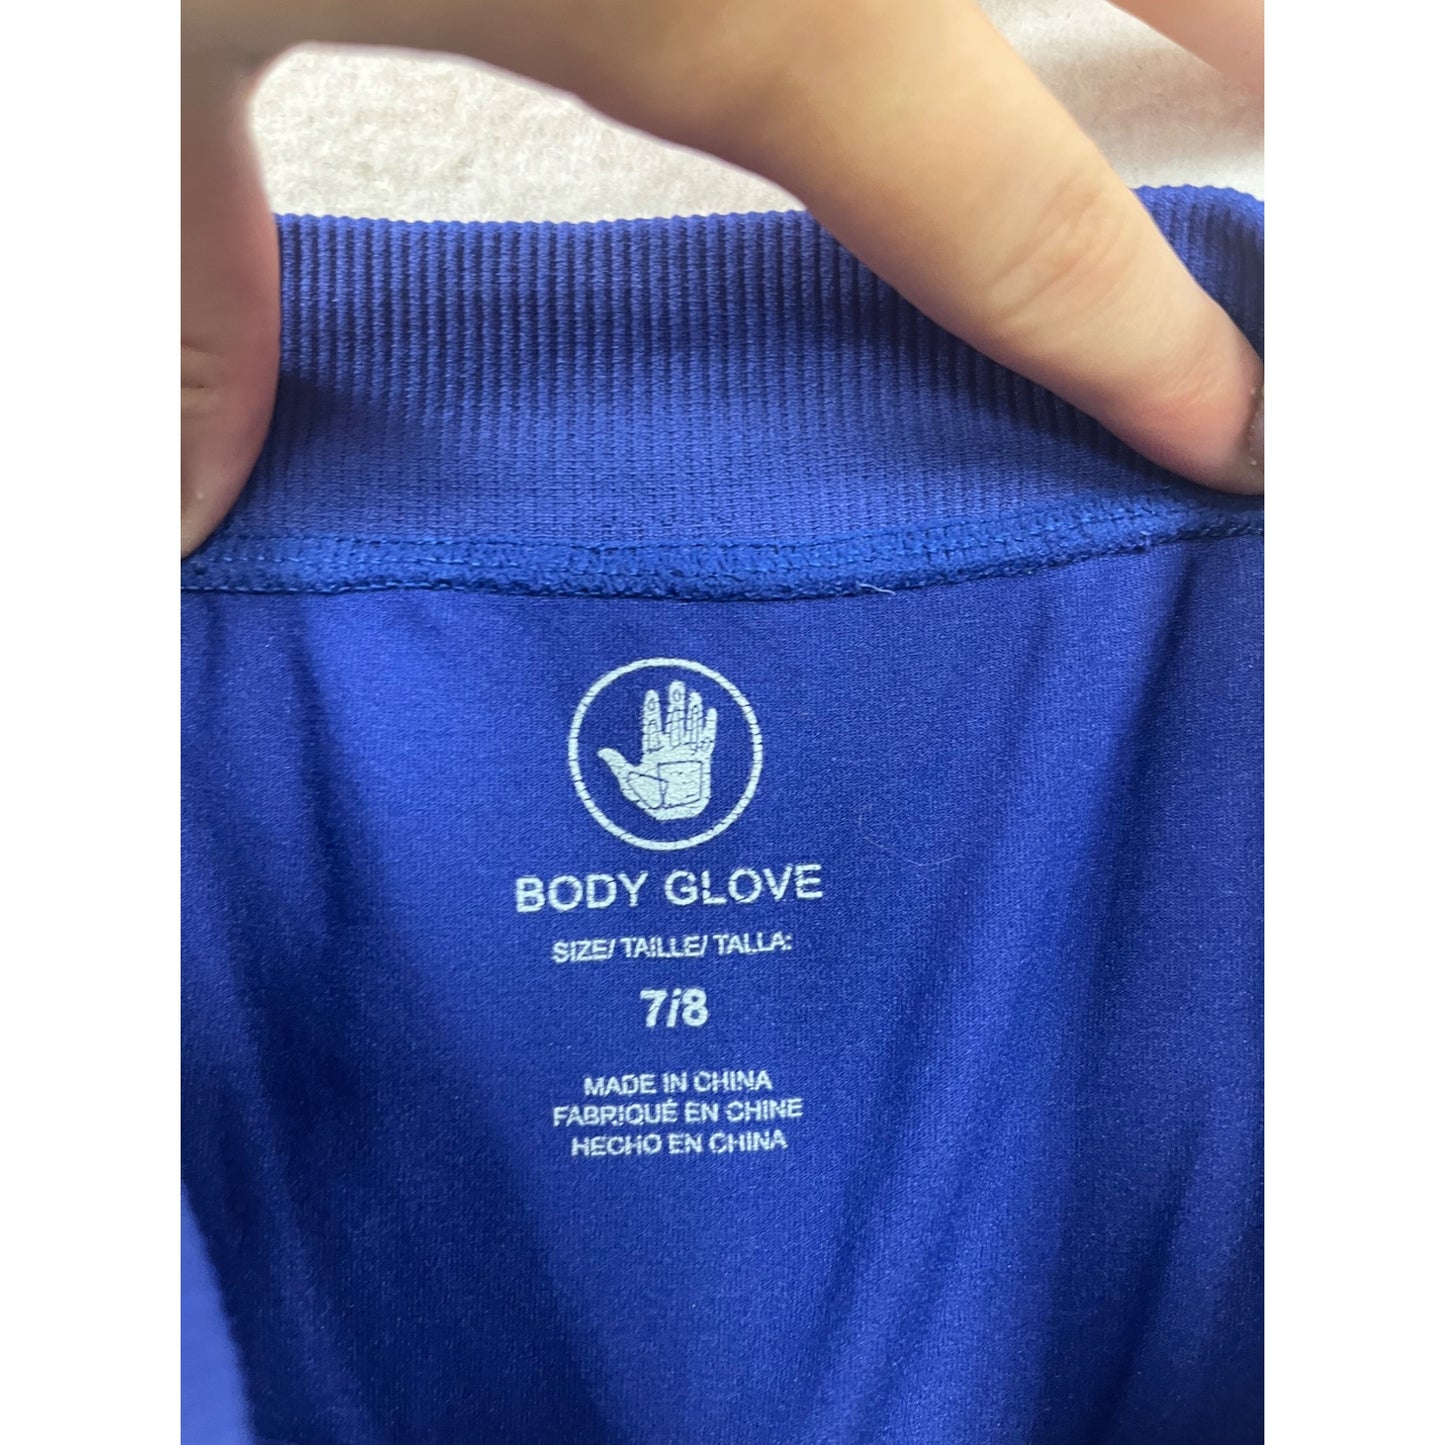 BODY GLOVE
SIZE/ TAILLE/ TALLA:
7/8
MADE IN CHINA
FABRIQUÉ EN CHINE
HECHO EN CHINA